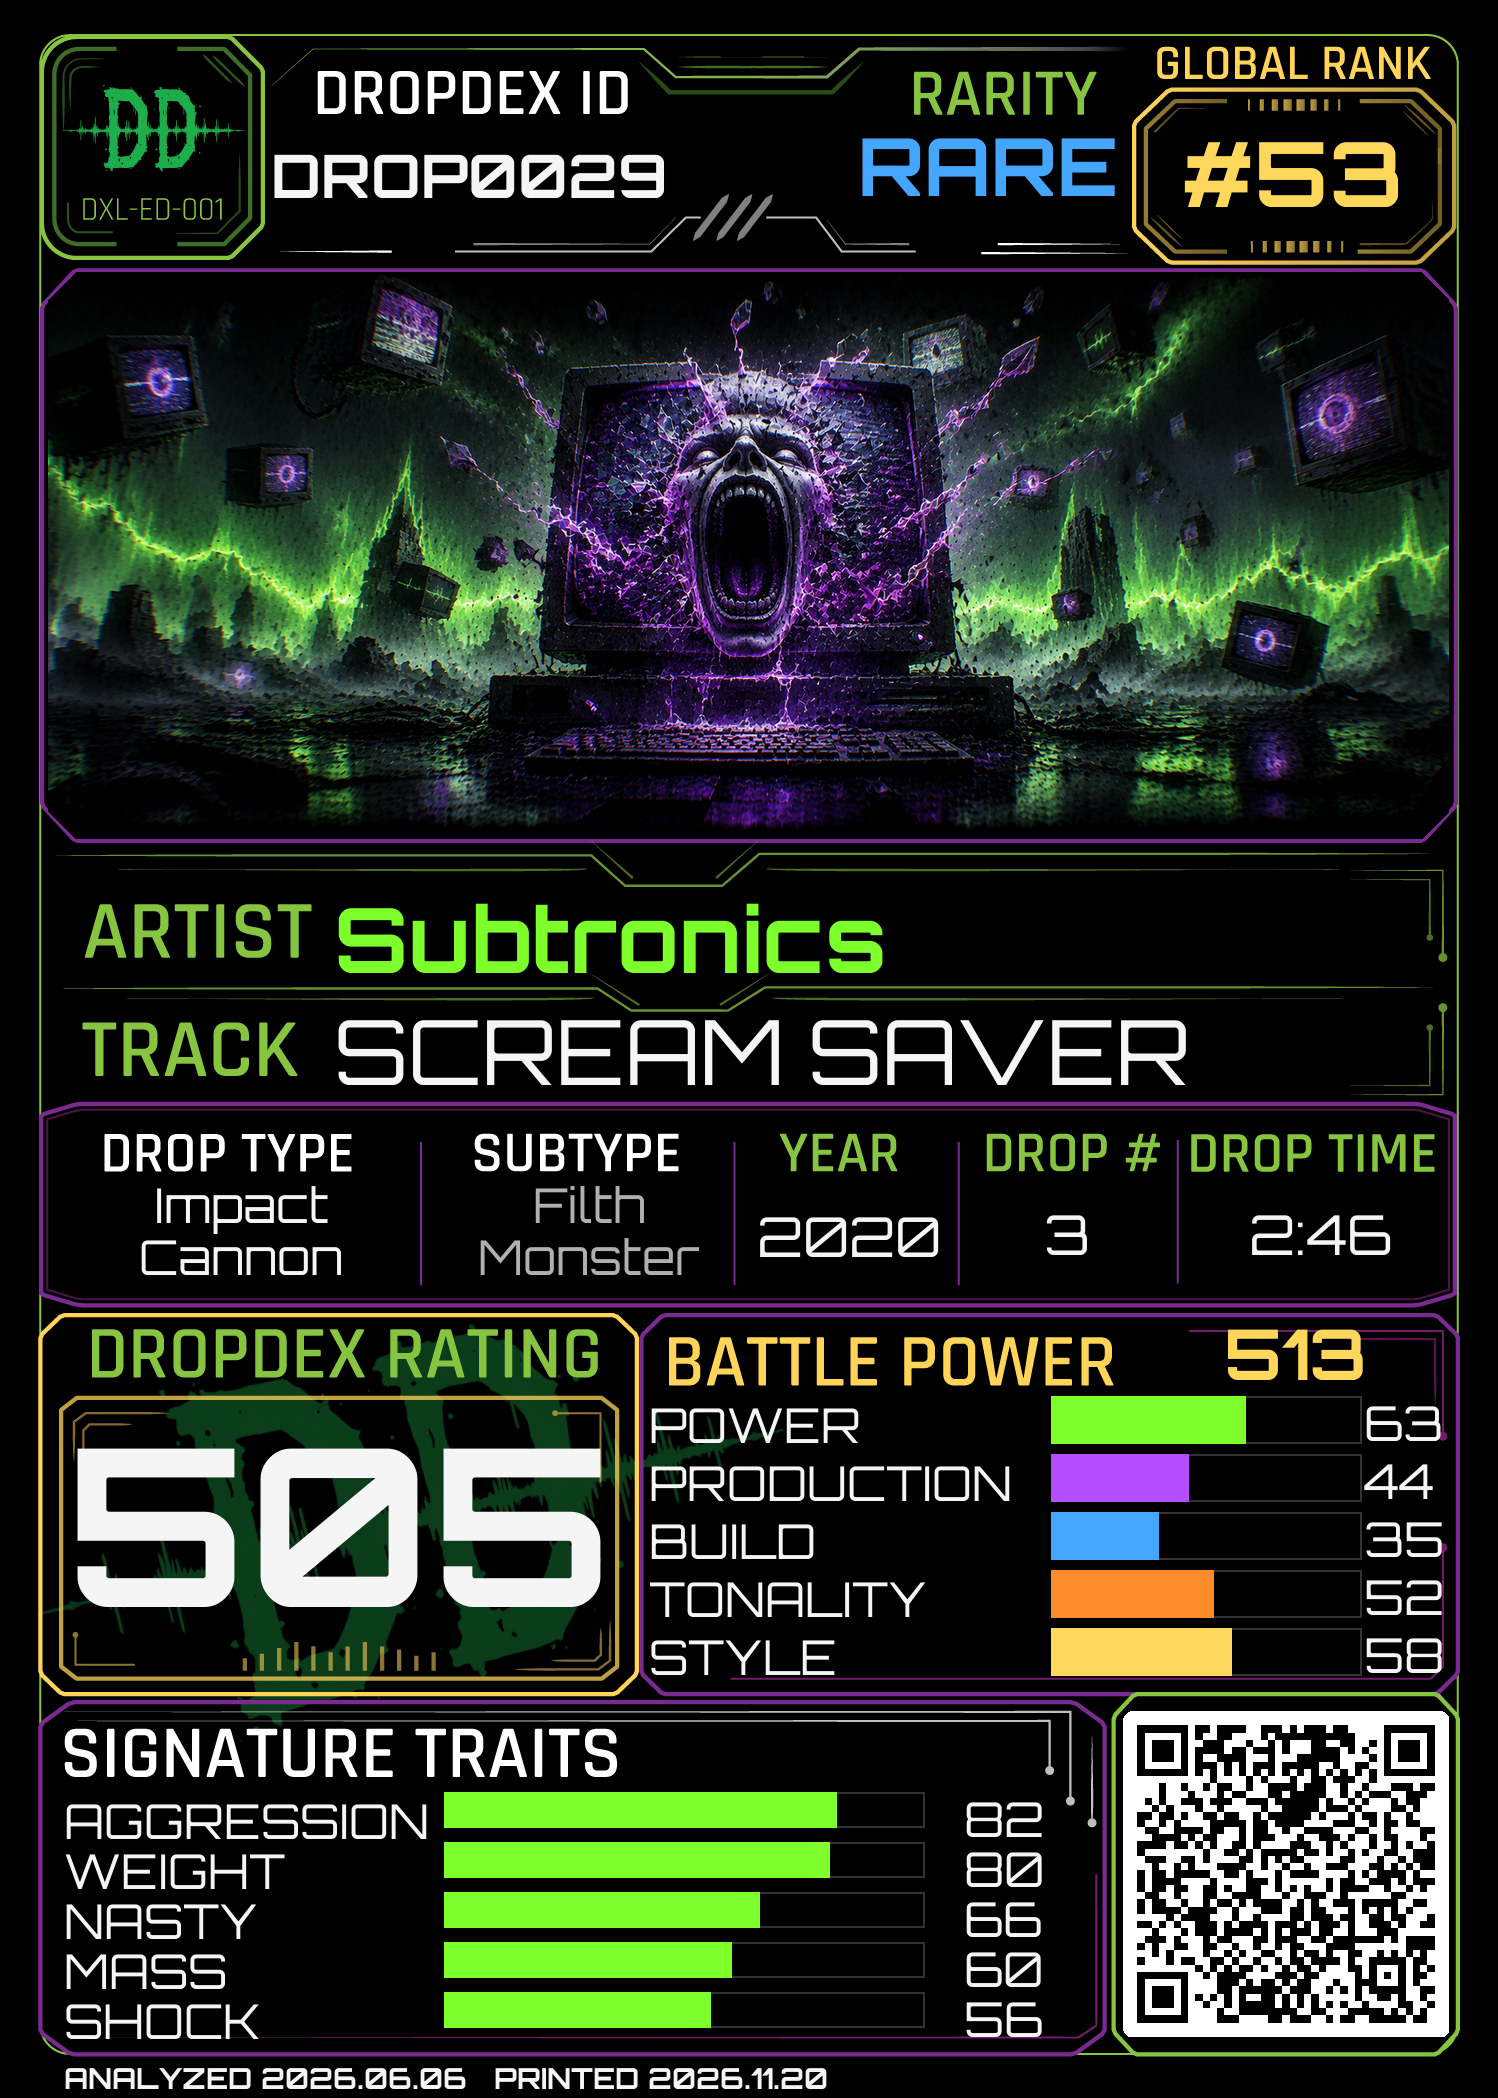 DD
DXL-ED-001
DROPDEX ID
DROP0029
RARITY
RARE
GLOBAL RANK
#53
ARTIST Subtronics
TRACK SCREAM SAVER
DROP TYPE
Impact
Cannon
SUBTYPE
Filth
Monster
YEAR
2020
DROP #
3
DROP TIME
2:46
DROPDEX RATING
505
BATTLE POWER 513
POWER 63
PRODUCTION 44
BUILD 35
TONALITY 52
STYLE 58
SIGNATURE TRAITS
AGGRESSION 82
WEIGHT 80
NASTY 66
MASS 60
SHOCK 56
ANALYZED 2026.06.06 PRINTED 2026.11.20